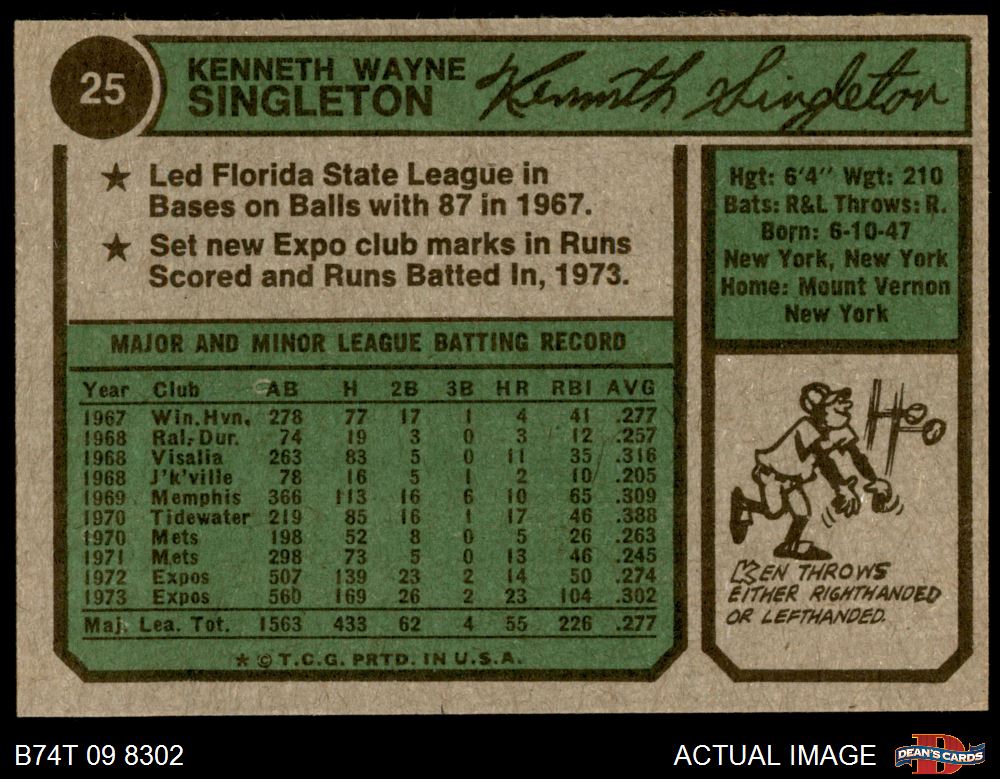 25
KENNETH WAYNE
SINGLETON
Kenneth Singleton
★ Led Florida State League in
Bases on Balls with 87 in 1967.
★ Set new Expo club marks in Runs
Scored and Runs Batted In, 1973.
Hgt: 6'4" Wgt: 210
Bats: R&L Throws: R.
Born: 6-10-47
New York, New York
Home: Mount Vernon
New York
MAJOR AND MINOR LEAGUE BATTING RECORD
Year Club AB H 2B 3B HR RBI AVG
1967 Win. Hvn. 278 77 17 1 4 41 .277
1968 Ral.-Dur. 74 19 3 0 3 12 .257
1968 Visalia 263 83 5 0 11 35 .316
1968 J'k'ville 78 16 5 1 2 10 .205
1969 Memphis 366 113 16 6 10 65 .309
1970 Tidewater 219 85 16 1 17 46 .388
1970 Mets 198 52 8 0 5 26 .263
1971 Mets 298 73 5 0 13 46 .245
1972 Expos 507 139 23 2 14 50 .274
1973 Expos 560 169 26 2 23 104 .302
Maj. Lea. Tot. 1563 433 62 4 55 226 .277
★ © T.C.G. PRTD. IN U.S.A.
KEN THROWS
EITHER RIGHTHANDED
OR LEFTHANDED.
B74T 09 8302
ACTUAL IMAGE
DEAN'S CARDS